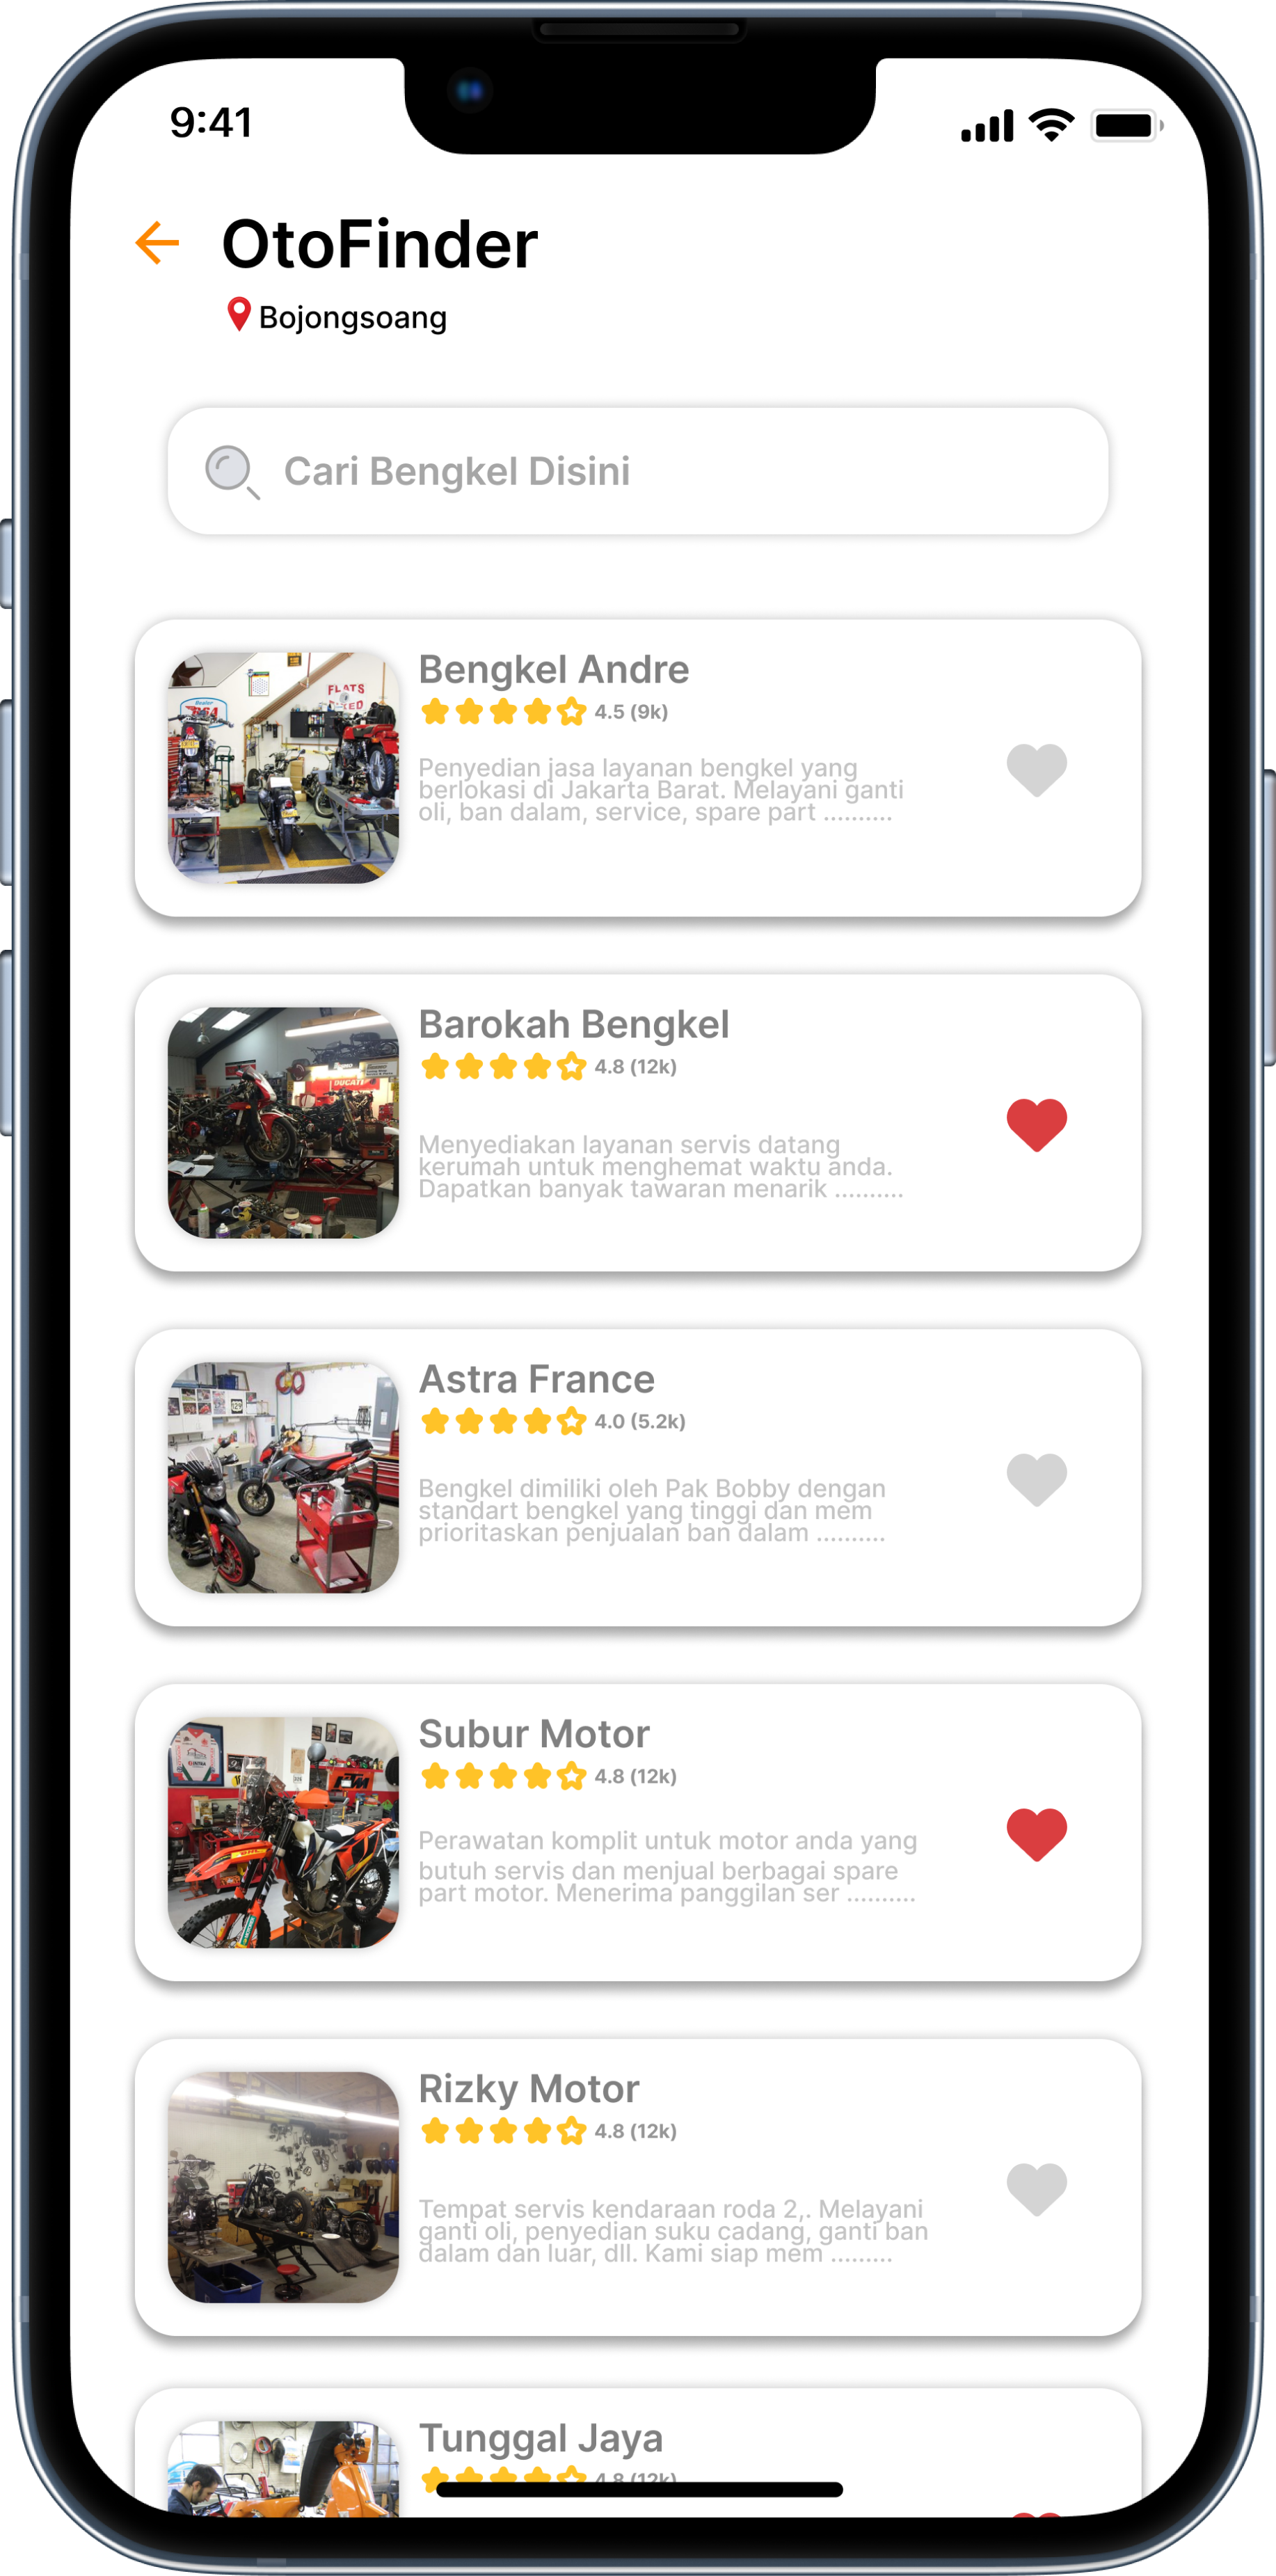 9:41
OtoFinder
Bojongsoang
Cari Bengkel Disini
FLATS
Bengkel Andre
4.5 (9k)
Penyedian jasa layanan bengkel yang
berlokasi di Jakarta Barat. Melayani ganti
oli, ban dalam, service, spare part ..........
DUCATI
Barokah Bengkel
4.8 (12k)
Menyediakan layanan servis datang
kerumah untuk menghemat waktu anda.
Dapatkan banyak tawaran menarik ..........
Astra France
4.0 (5.2k)
Bengkel dimiliki oleh Pak Bobby dengan
standart bengkel yang tinggi dan mem
prioritaskan penjualan ban dalam ..........
KTM
Subur Motor
4.8 (12k)
Perawatan komplit untuk motor anda yang
butuh servis dan menjual berbagai spare
part motor. Menerima panggilan ser ..........
Rizky Motor
4.8 (12k)
Tempat servis kendaraan roda 2,. Melayani
ganti oli, penyedian suku cadang, ganti ban
dalam dan luar, dll. Kami siap mem .........
Tunggal Jaya
4.8 (12k)